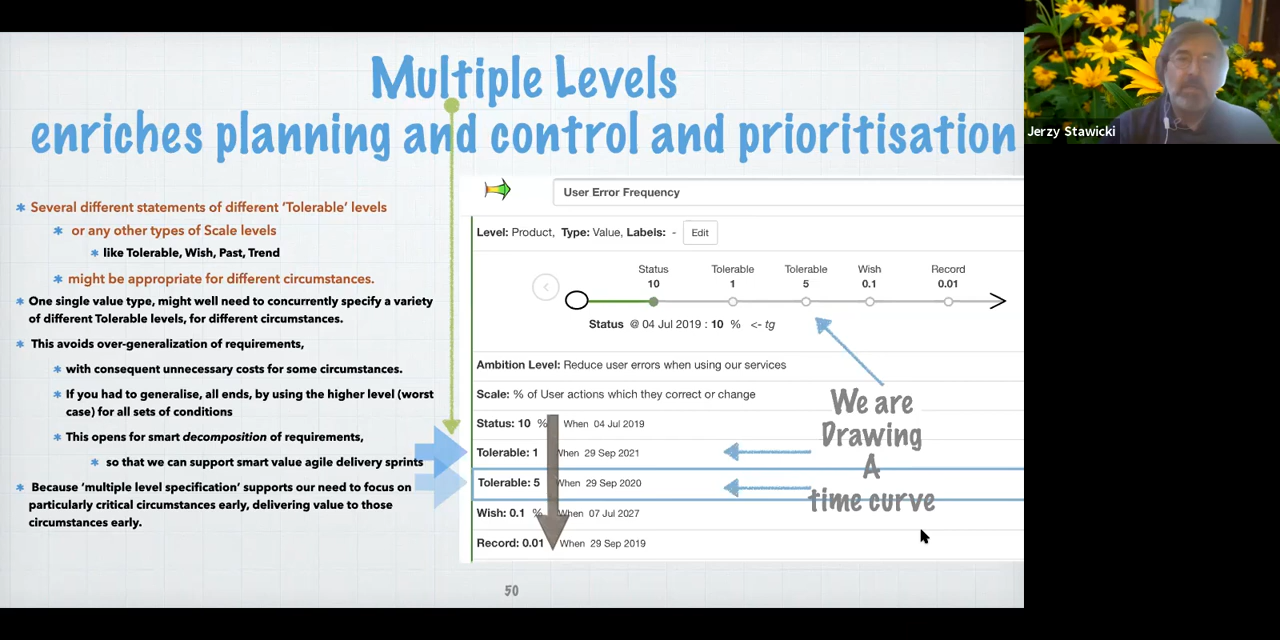 Multiple Levels
enriches planning and control and prioritisation
Jerzy Stawicki
Several different statements of different ‘Tolerable’ levels
or any other types of Scale levels
like Tolerable, Wish, Past, Trend
might be appropriate for different circumstances.
One single value type, might well need to concurrently specify a variety
of different Tolerable levels, for different circumstances.
This avoids over-generalization of requirements,
with consequent unnecessary costs for some circumstances.
If you had to generalise, all ends, by using the higher level (worst
case) for all sets of conditions
This opens for smart decomposition of requirements,
so that we can support smart value agile delivery sprints
Because ‘multiple level specification’ supports our need to focus on
particularly critical circumstances early, delivering value to those
circumstances early.
User Error Frequency
Level: Product, Type: Value, Labels: - Edit
Status Tolerable Tolerable Wish Record
10 1 5 0.1 0.01
Status @ 04 Jul 2019 : 10 % <- tg
Ambition Level: Reduce user errors when using our services
Scale: % of User actions which they correct or change
Status: 10 % When 04 Jul 2019
Tolerable: 1 When 29 Sep 2021
Tolerable: 5 When 29 Sep 2020
Wish: 0.1 % When 07 Jul 2027
Record: 0.01 When 29 Sep 2019
We are
Drawing
A
time curve
50